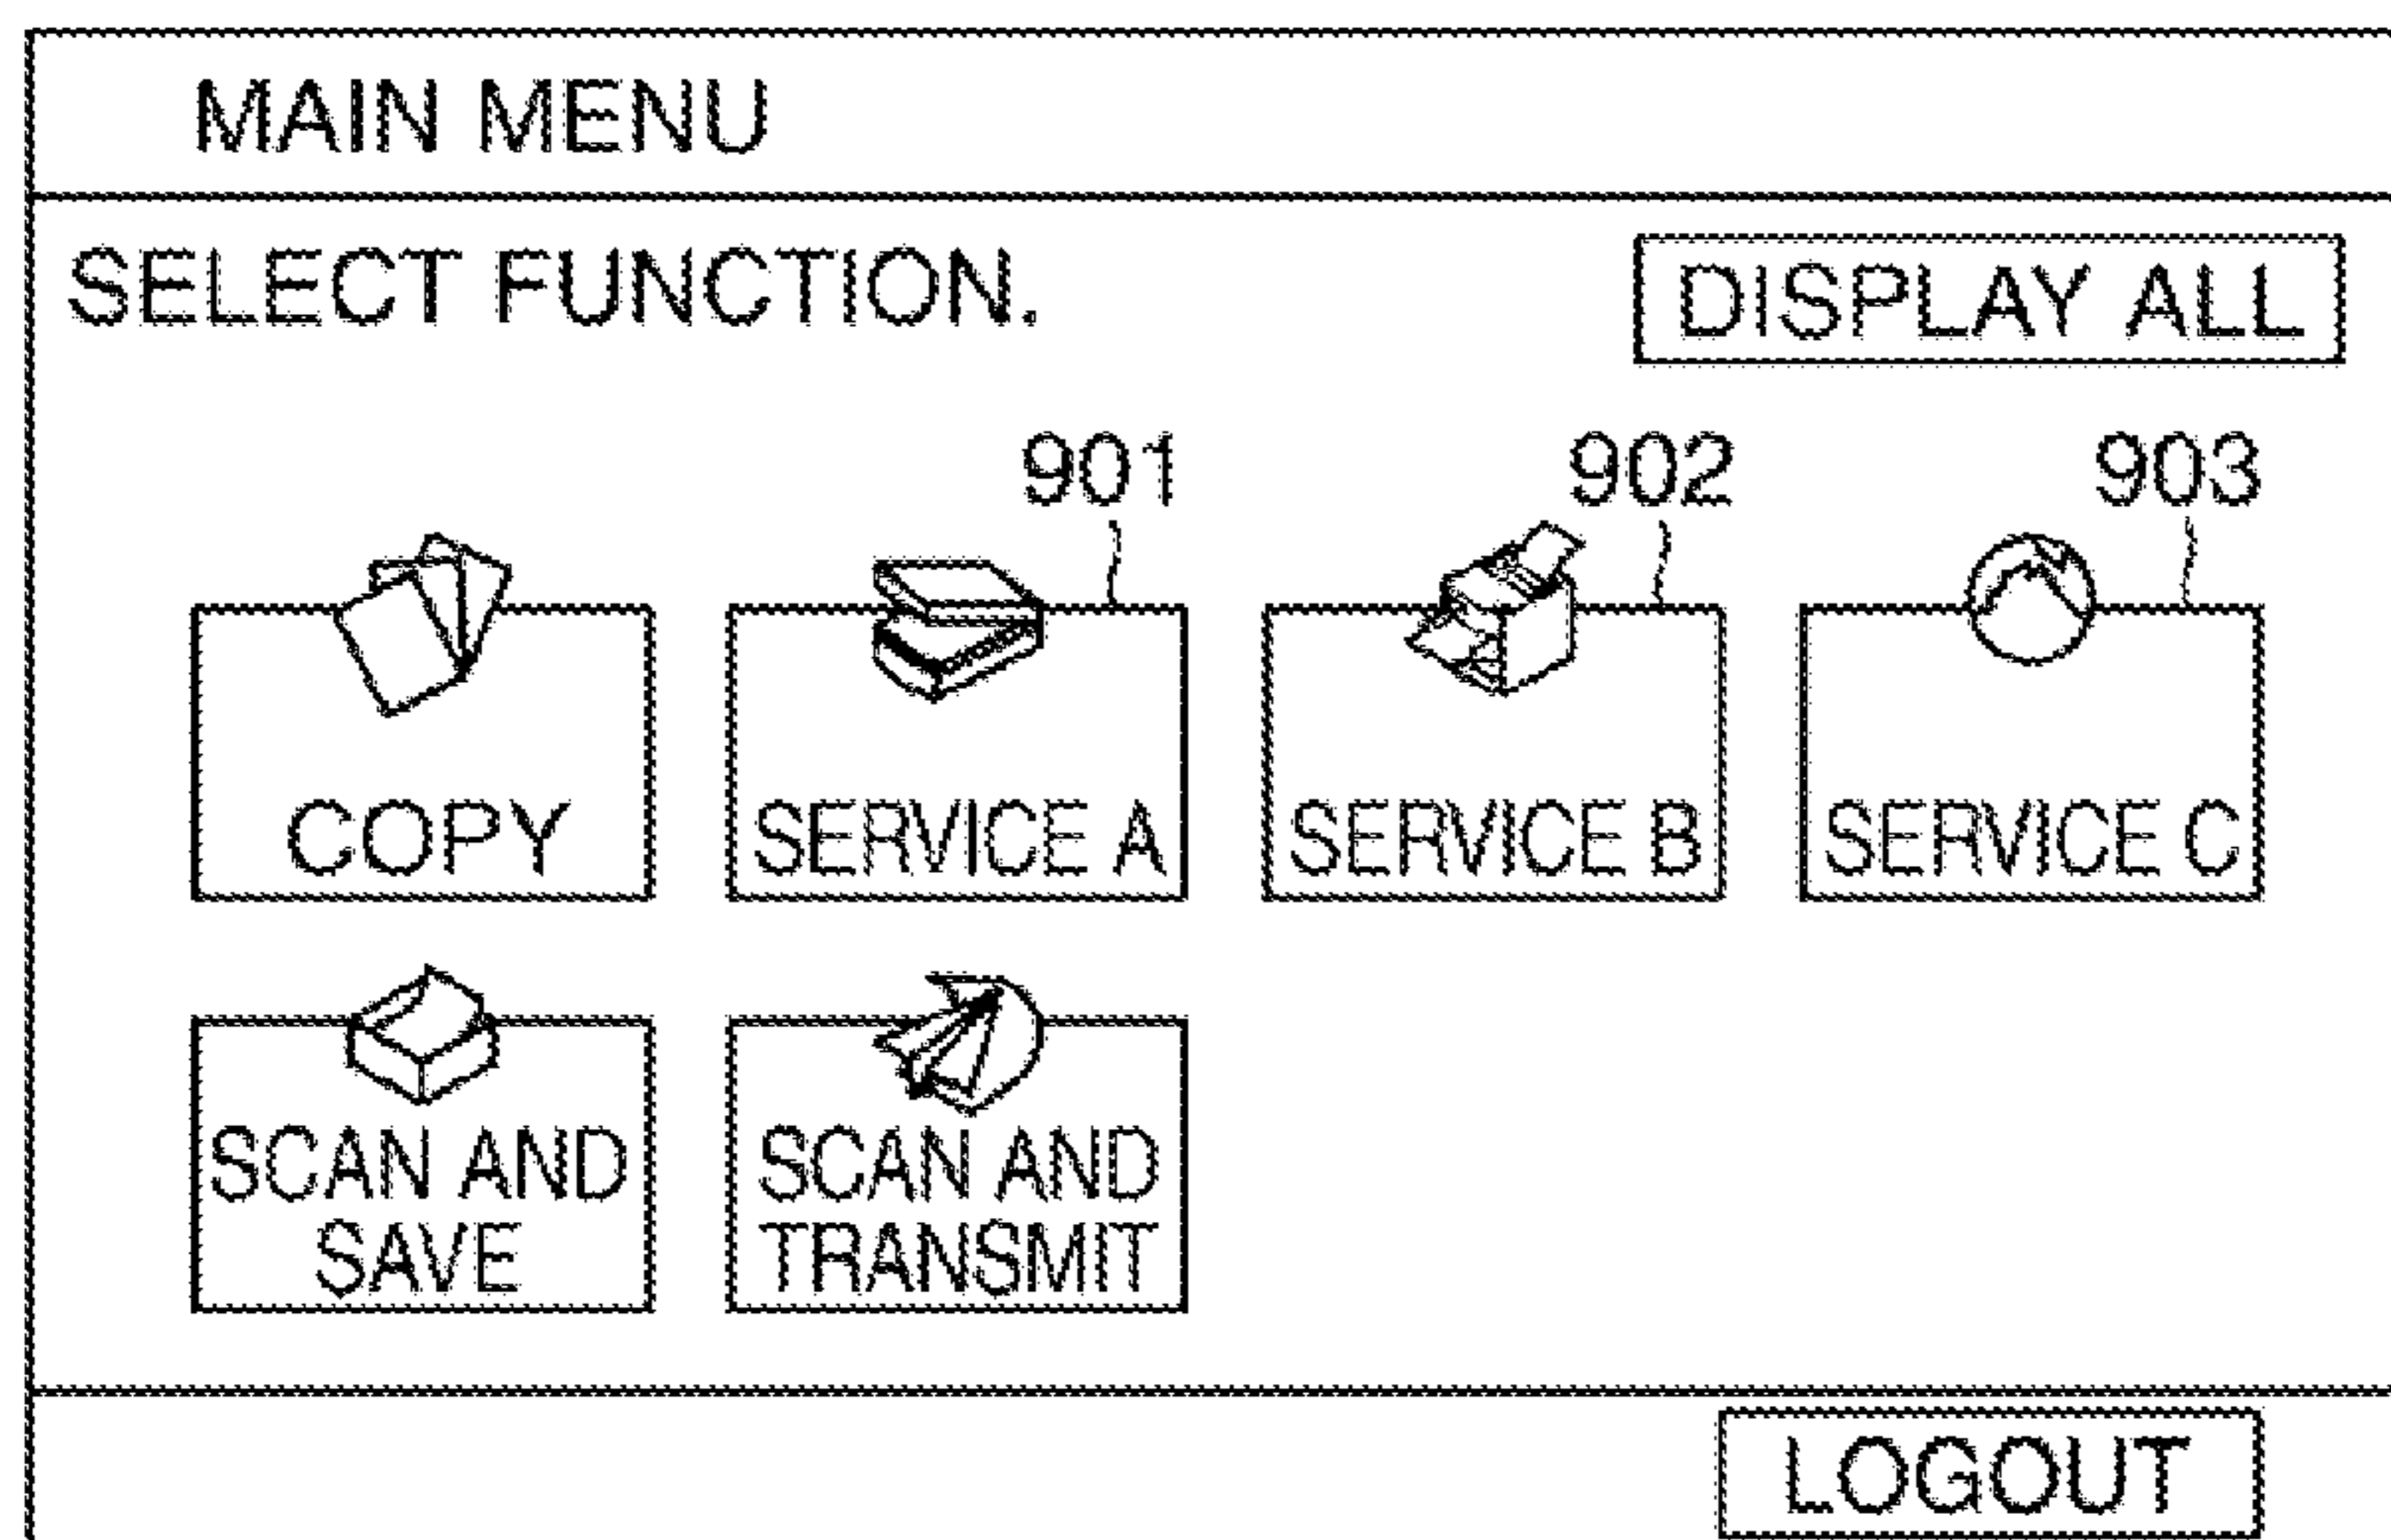 MAIN MENU
SELECT FUNCTION.
DISPLAY ALL
901
902
903
COPY
SERVICE A
SERVICE B
SERVICE C
SCAN AND
SAVE
SCAN AND
TRANSMIT
LOGOUT